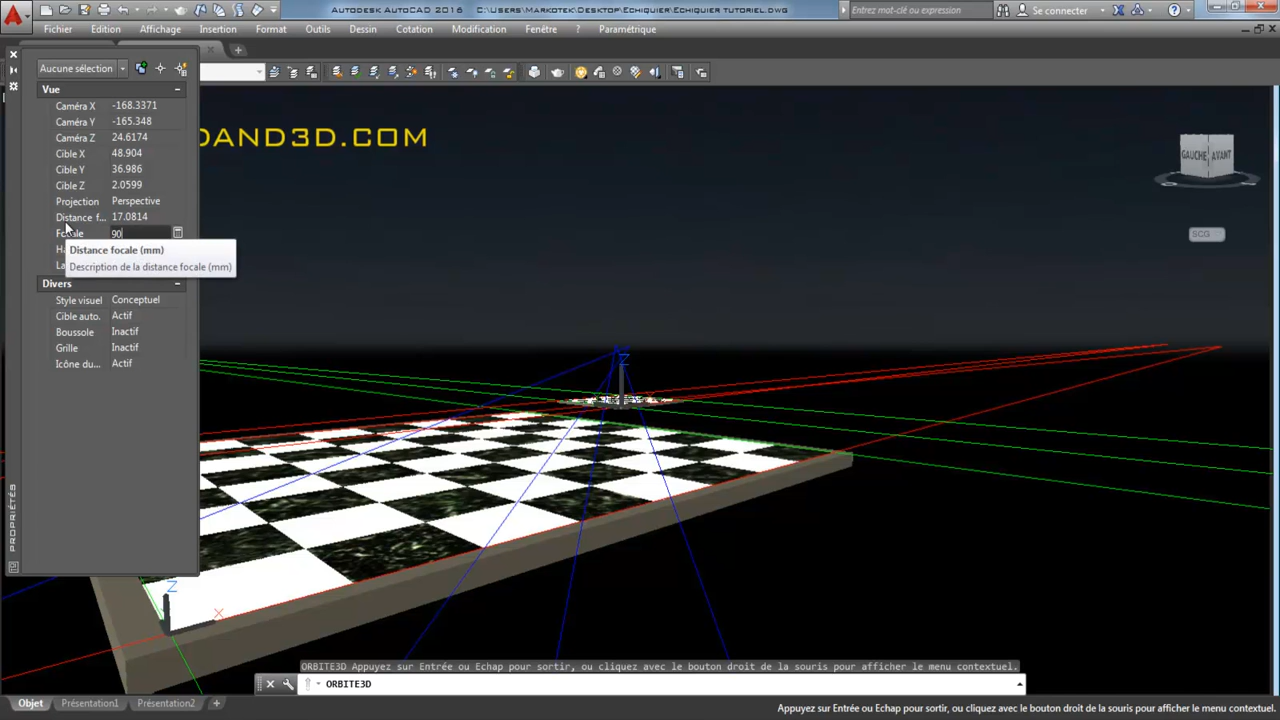 Autodesk AutoCAD 2016 C:\Users\Markotek\Desktop\Echiquier\Echiquier tutoriel.dwg
Entrez mot-clé ou expression
Se connecter
Fichier Edition Affichage Insertion Format Outils Dessin Cotation Modification Fenêtre ? Paramétrique
Aucune sélection
Vue
Caméra X -168.3371
Caméra Y -165.348
Caméra Z 24.6174
Cible X 48.904
Cible Y 36.986
Cible Z 2.0599
Projection Perspective
Distance f... 17.0814
Focale 90
Distance focale (mm)
Description de la distance focale (mm)
Divers
Style visuel Conceptuel
Cible auto. Actif
Boussole Inactif
Grille Inactif
Icône du... Actif
PROPRIÉTÉS
DAND3D.COM
GAUCHE AVANT
SCG
Z
Z
X
ORBITE3D Appuyez sur Entrée ou Echap pour sortir, ou cliquez avec le bouton droit de la souris pour afficher le menu contextuel.
ORBITE3D
Objet Présentation1 Présentation2
Appuyez sur Entrée ou Echap pour sortir, ou cliquez avec le bouton droit de la souris pour afficher le menu contextuel.